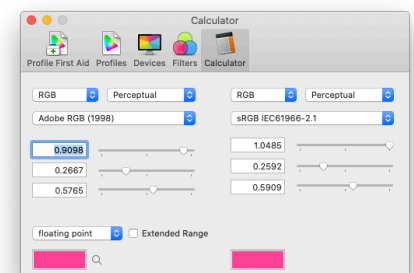 Calculator
Profile First Aid Profiles Devices Filters Calculator
RGB Perceptual RGB Perceptual
Adobe RGB (1998) sRGB IEC61966-2.1
0.9098 1.0485
0.2667 0.2592
0.5765 0.5909
floating point Extended Range